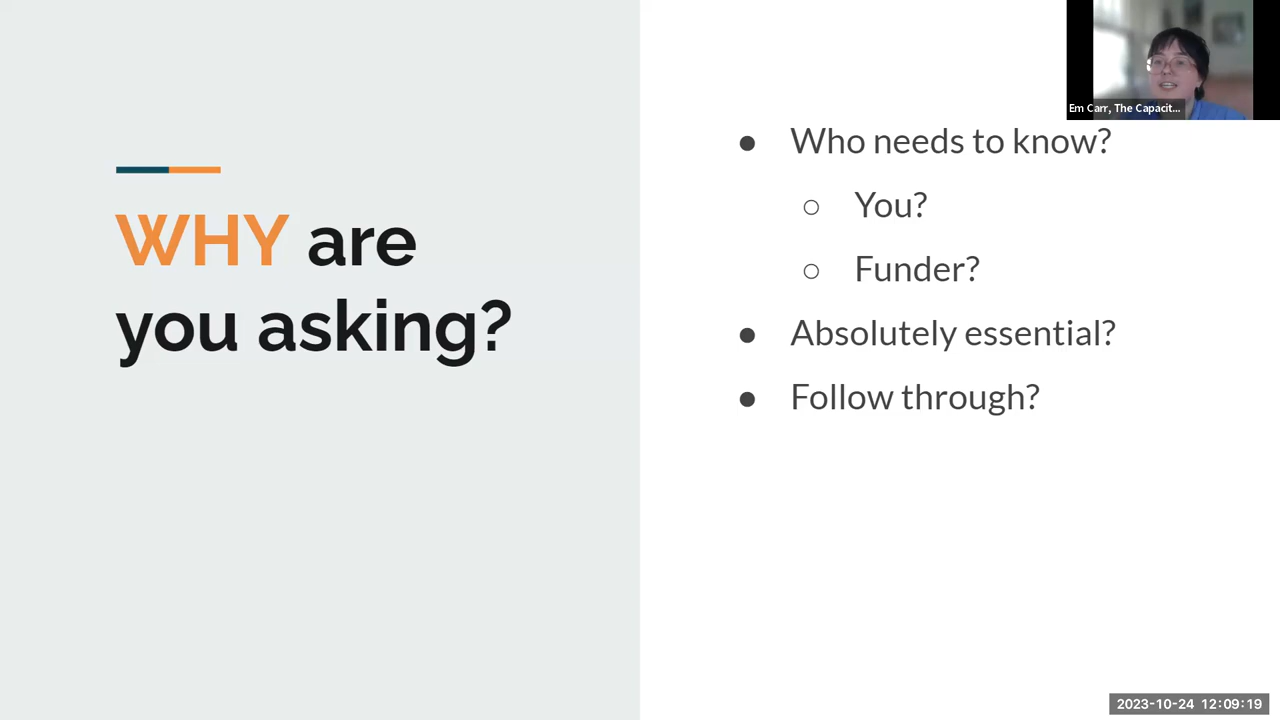 WHY are
you asking?
● Who needs to know?
○ You?
○ Funder?
● Absolutely essential?
● Follow through?
Em Carr, The Capacit...
2023-10-24 12:09:19